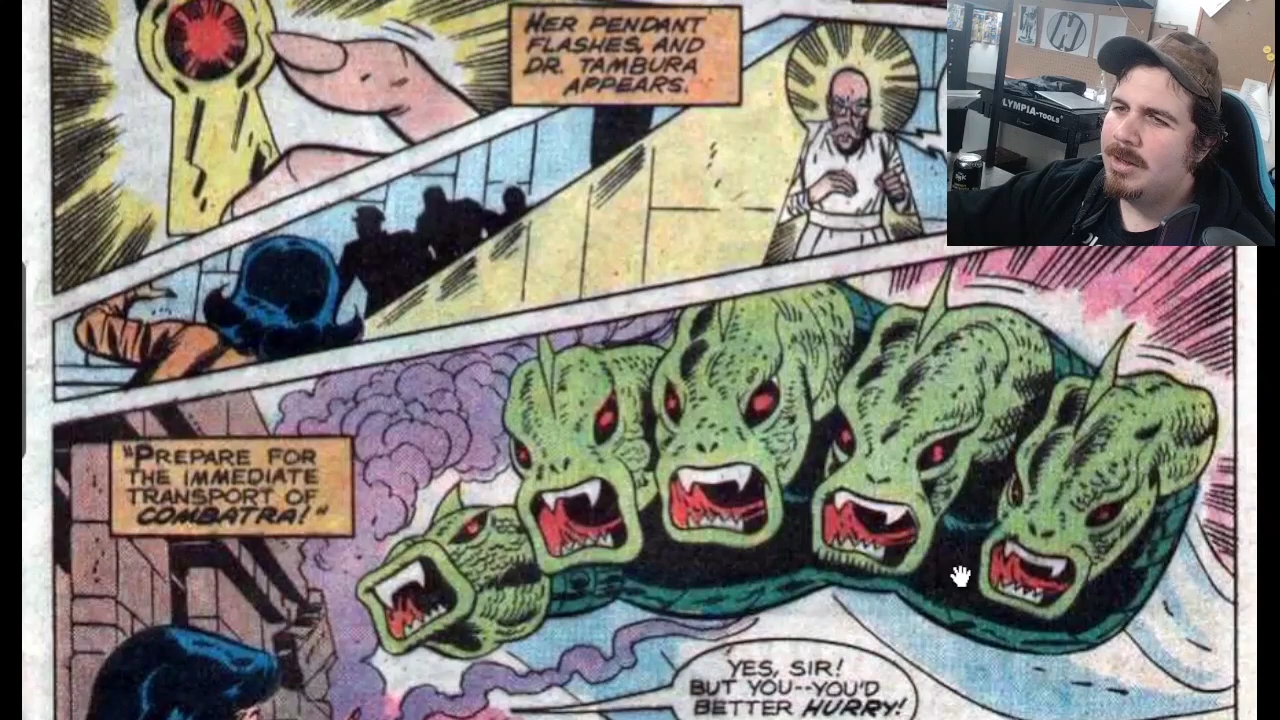 HER PENDANT
FLASHES, AND
DR. TAMBURA
APPEARS.
LYMPIA-TOOLS
"PREPARE FOR
THE IMMEDIATE
TRANSPORT OF
COMBATRA!"
YES, SIR!
BUT YOU--YOU'D
BETTER HURRY!